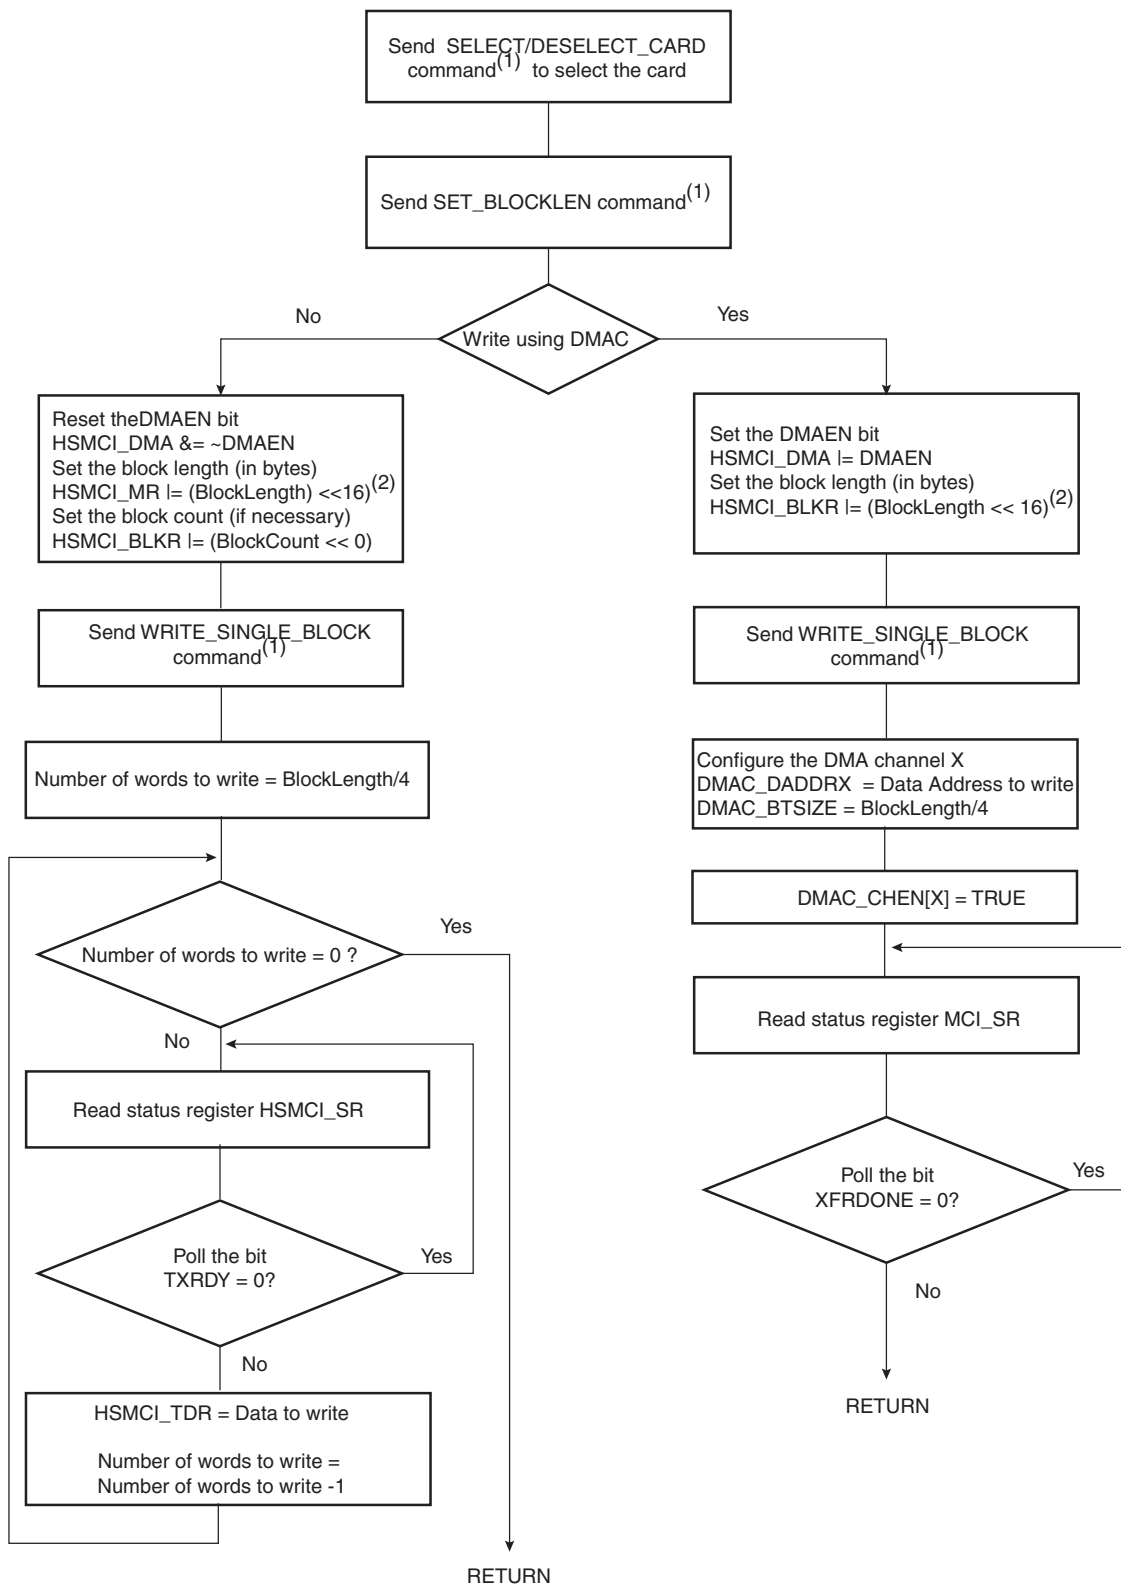 Send SELECT/DESELECT_CARD
command(1) to select the card
Send SET_BLOCKLEN command(1)
No
Yes
Write using DMAC
Reset theDMAEN bit
HSMCI_DMA &= ~DMAEN
Set the block length (in bytes)
HSMCI_MR |= (BlockLength) <<16)(2)
Set the block count (if necessary)
HSMCI_BLKR |= (BlockCount << 0)
Send WRITE_SINGLE_BLOCK
command(1)
Number of words to write = BlockLength/4
Number of words to write = 0 ?
Yes
No
Read status register HSMCI_SR
Poll the bit
TXRDY = 0?
Yes
No
HSMCI_TDR = Data to write
Number of words to write =
Number of words to write -1
RETURN
Set the DMAEN bit
HSMCI_DMA |= DMAEN
Set the block length (in bytes)
HSMCI_BLKR |= (BlockLength << 16)(2)
Send WRITE_SINGLE_BLOCK
command(1)
Configure the DMA channel X
DMAC_DADDRX = Data Address to write
DMAC_BTSIZE = BlockLength/4
DMAC_CHEN[X] = TRUE
Read status register MCI_SR
Poll the bit
XFRDONE = 0?
Yes
No
RETURN